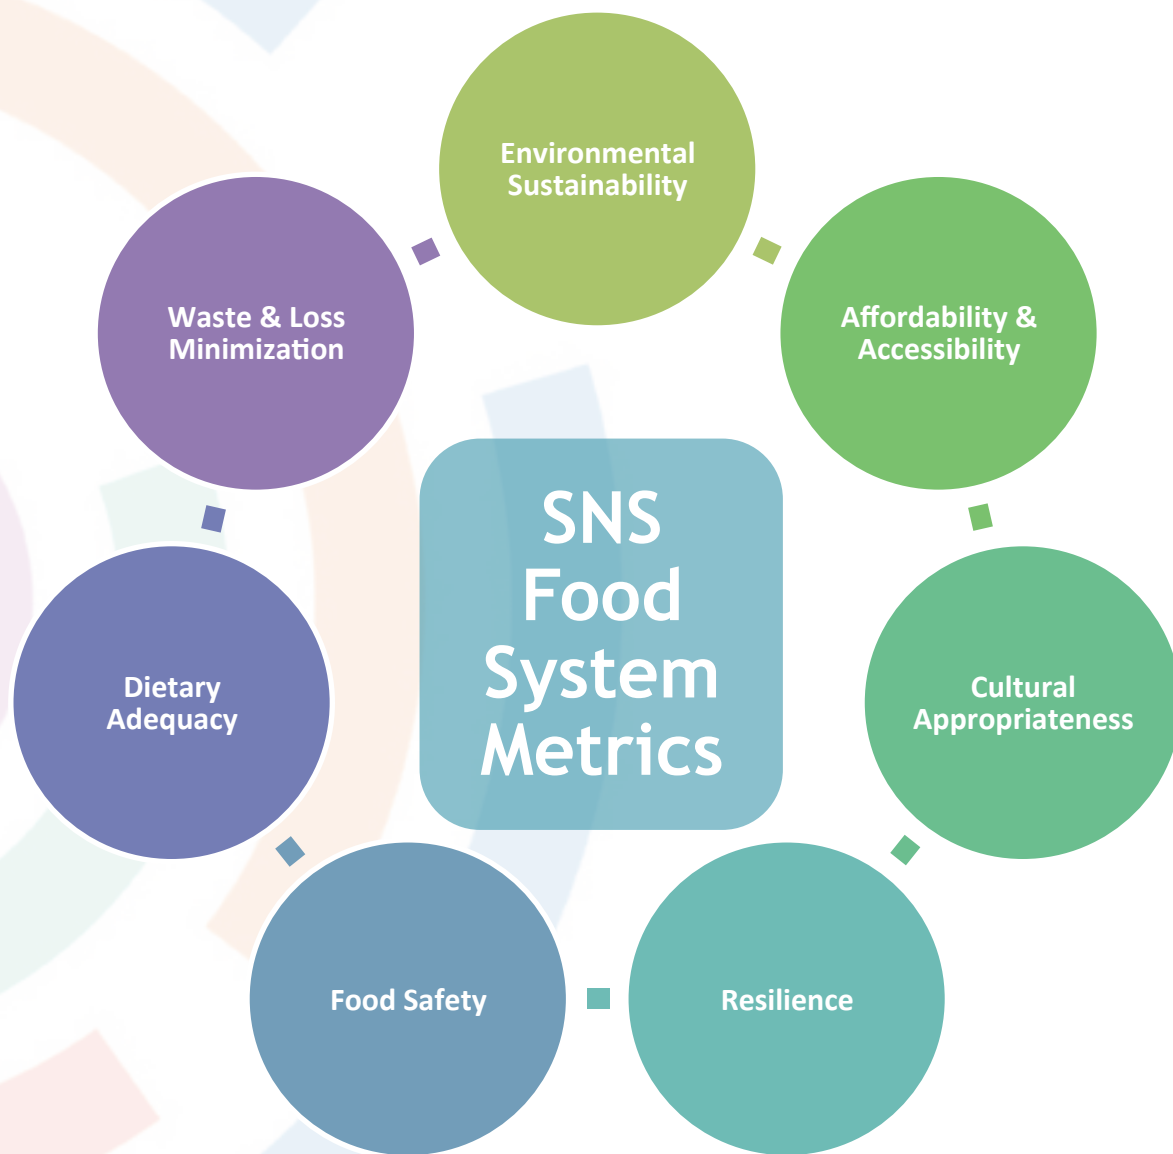 Environmental
Sustainability
Affordability &
Accessibility
Cultural
Appropriateness
Resilience
Food Safety
Dietary
Adequacy
Waste & Loss
Minimization
SNS
Food
System
Metrics